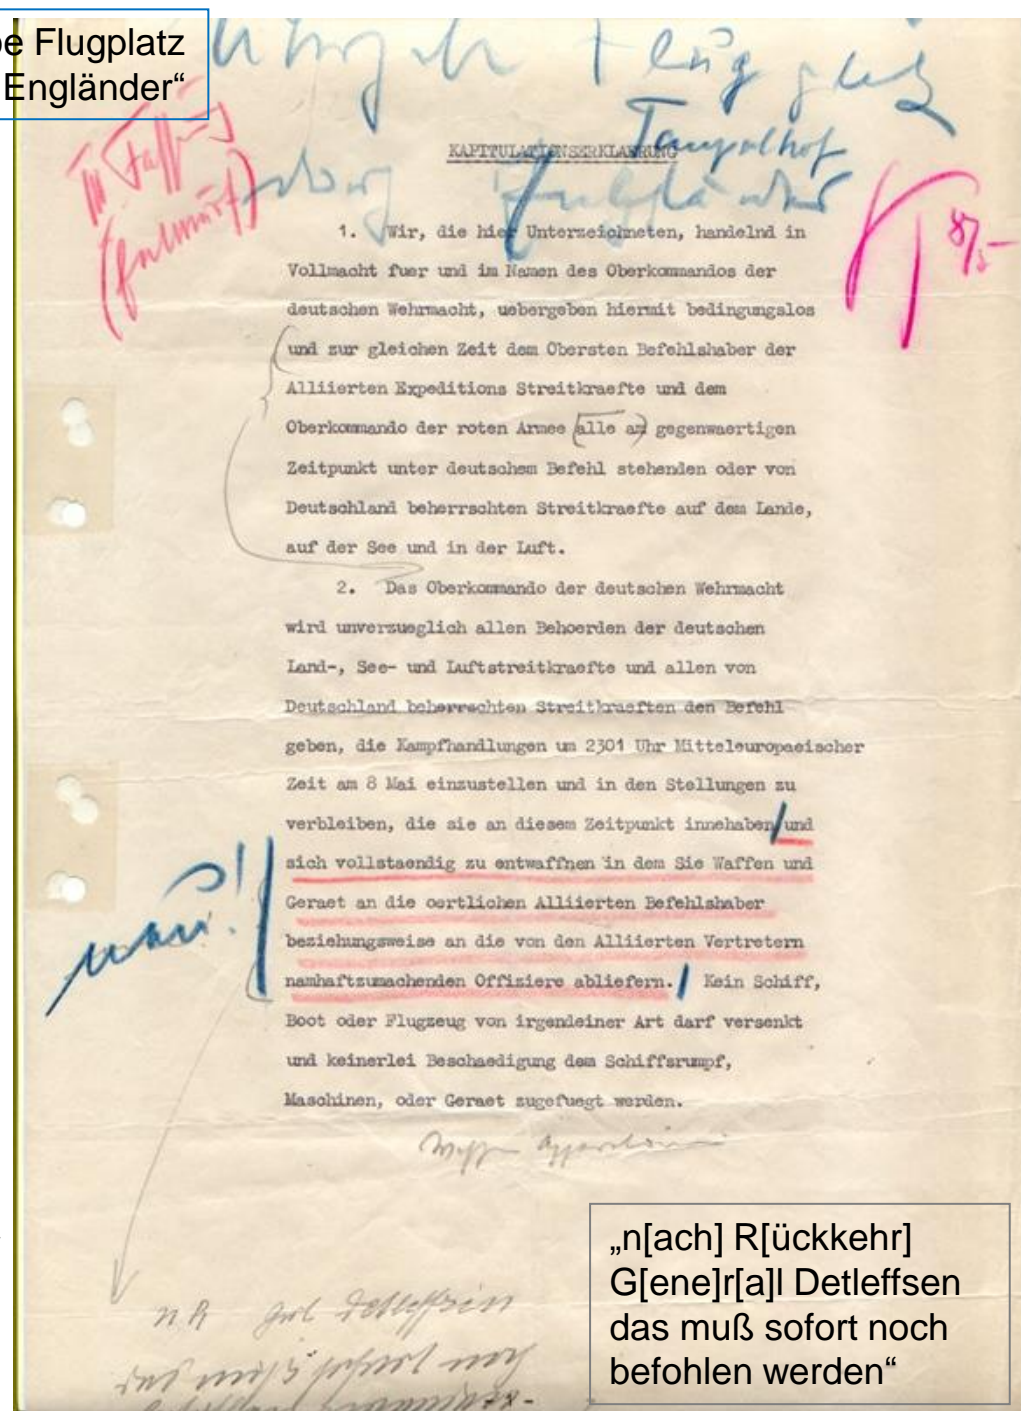 Flugplatz
Engländer“
Flugplatz
Tempelhof
KAPITULATIONSERKLAERUNG
III Fassung
(Entwurf)
Engländer
87,-
1. Wir, die hier Unterzeichneten, handelnd in
Vollmacht fuer und im Namen des Oberkommandos der
deutschen Wehrmacht, uebergeben hiermit bedingungslos
und zur gleichen Zeit dem Obersten Befehlshaber der
Alliierten Expeditions Streitkraefte und dem
Oberkommando der roten Armee alle am gegenwaertigen
Zeitpunkt unter deutschem Befehl stehenden oder von
Deutschland beherrschten Streitkraefte auf dem Lande,
auf der See und in der Luft.
2. Das Oberkommando der deutschen Wehrmacht
wird unverzueglich allen Behoerden der deutschen
Land-, See- und Luftstreitkraefte und allen von
Deutschland beherrschten Streitkraeften den Befehl
geben, die Kampfhandlungen um 2301 Uhr Mitteleuropaeischer
Zeit am 8 Mai einzustellen und in den Stellungen zu
verbleiben, die sie an diesem Zeitpunkt innehaben und
sich vollstaendig zu entwaffnen in dem Sie Waffen und
Geraet an die oertlichen Alliierten Befehlshaber
beziehungsweise an die von den Alliierten Vertretern
namhaftzumachenden Offiziere abliefern. Kein Schiff,
Boot oder Flugzeug von irgendeiner Art darf versenkt
und keinerlei Beschaedigung dem Schiffsrumpf,
Maschinen, oder Geraet zugefuegt werden.
neu!
n R Grl Detleffsen
das muß sofort noch
„n[ach] R[ückkehr]
G[ene]r[a]l Detleffsen
das muß sofort noch
befohlen werden“